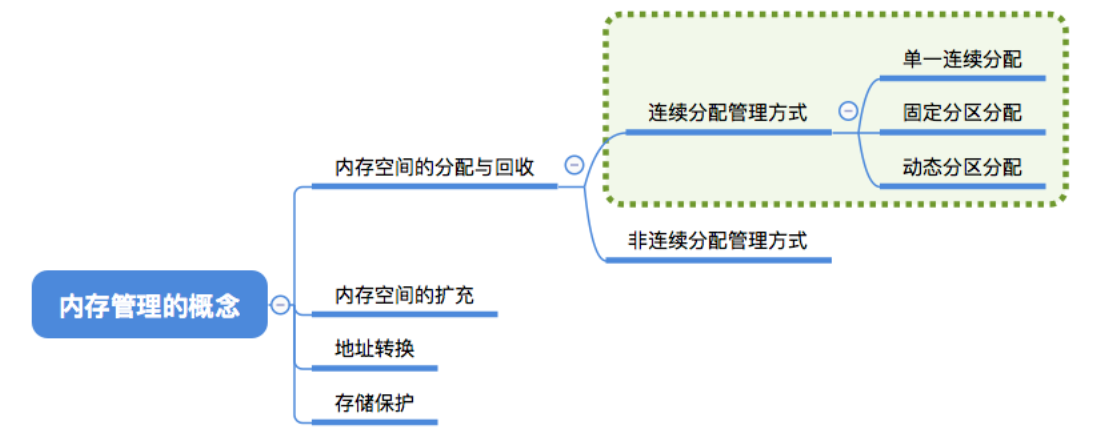 内存管理的概念
内存空间的分配与回收
连续分配管理方式
单一连续分配
固定分区分配
动态分区分配
非连续分配管理方式
内存空间的扩充
地址转换
存储保护